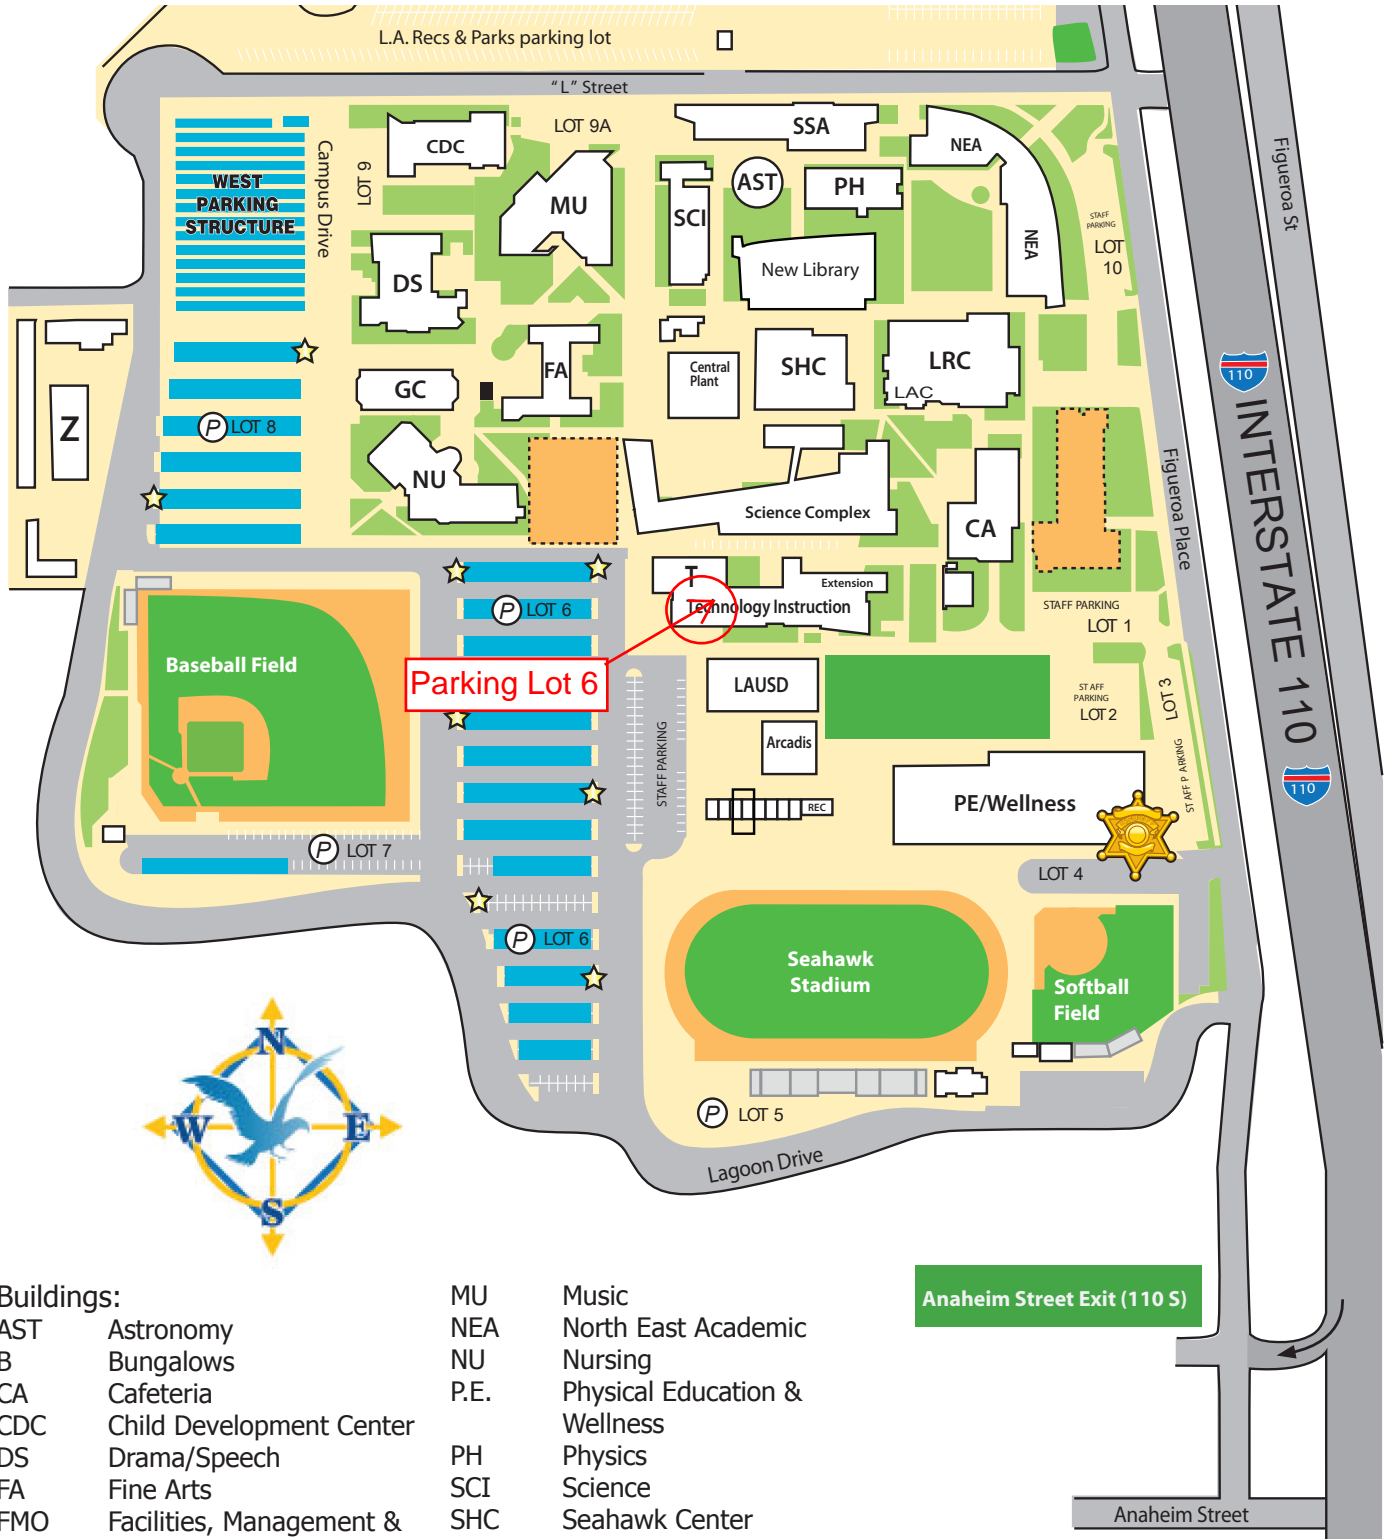 L.A. Recs & Parks parking lot
"L" Street
WEST
PARKING
STRUCTURE
Campus Drive
LOT 9
CDC
LOT 9A
MU
SSA
AST
PH
SCI
New Library
NEA
NEA
STAFF
PARKING
LOT
10
Figueroa St
DS
FA
GC
NU
Z
P LOT 8
Central
Plant
SHC
LRC
LAC
Science Complex
CA
Figueroa Place
110
INTERSTATE 110
110
T
Extension
Technology Instruction
STAFF PARKING
LOT 1
P LOT 6
Parking Lot 6
Baseball Field
LAUSD
Arcadis
REC
STAFF PARKING
STAFF
PARKING
LOT2
LOT 3
STAFF PARKING
PE/Wellness
LOT 4
P LOT 7
P LOT 6
Seahawk
Stadium
Softball
Field
P LOT 5
Lagoon Drive
N
W E
S
Buildings:
AST Astronomy
B Bungalows
CA Cafeteria
CDC Child Development Center
DS Drama/Speech
FA Fine Arts
FMO Facilities, Management &
MU Music
NEA North East Academic
NU Nursing
P.E. Physical Education &
Wellness
PH Physics
SCI Science
SHC Seahawk Center
Anaheim Street Exit (110 S)
Anaheim Street